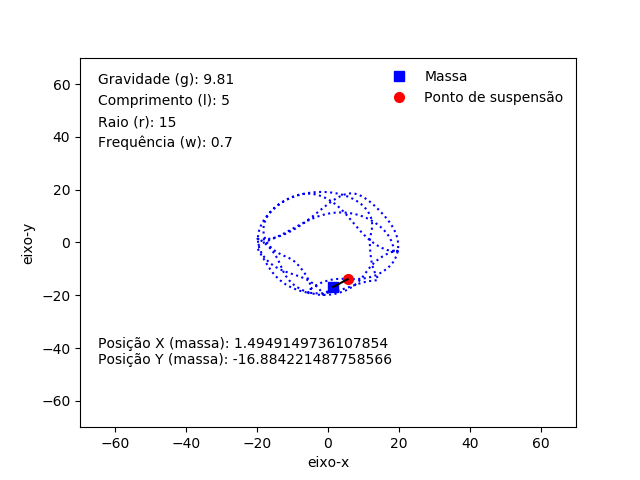 Gravidade (g): 9.81
Comprimento (l): 5
Raio (r): 15
Frequência (w): 0.7
Massa
Ponto de suspensão
60
40
20
0
−20
−40
−60
eixo-y
Posição X (massa): 1.4949149736107854
Posição Y (massa): -16.884221487758566
−60 −40 −20 0 20 40 60
eixo-x